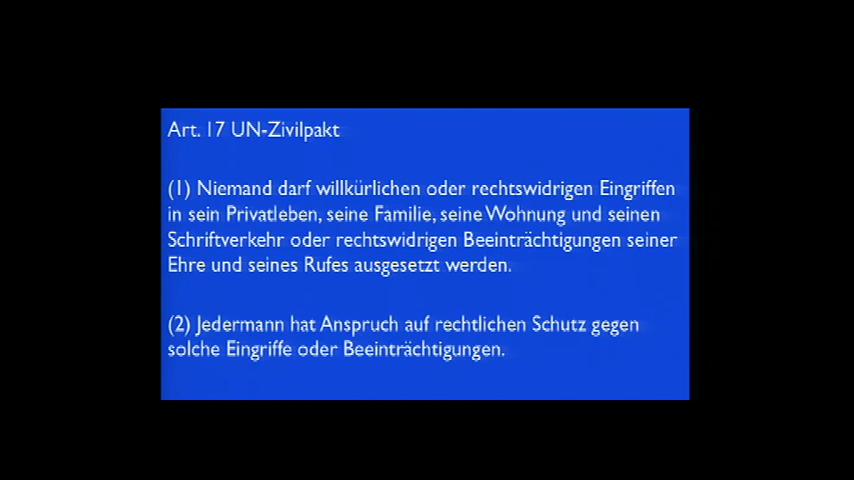 Art. 17 UN-Zivilpakt
(1) Niemand darf willkürlichen oder rechtswidrigen Eingriffen
in sein Privatleben, seine Familie, seine Wohnung und seinen
Schriftverkehr oder rechtswidrigen Beeinträchtigungen seiner
Ehre und seines Rufes ausgesetzt werden.
(2) Jedermann hat Anspruch auf rechtlichen Schutz gegen
solche Eingriffe oder Beeinträchtigungen.